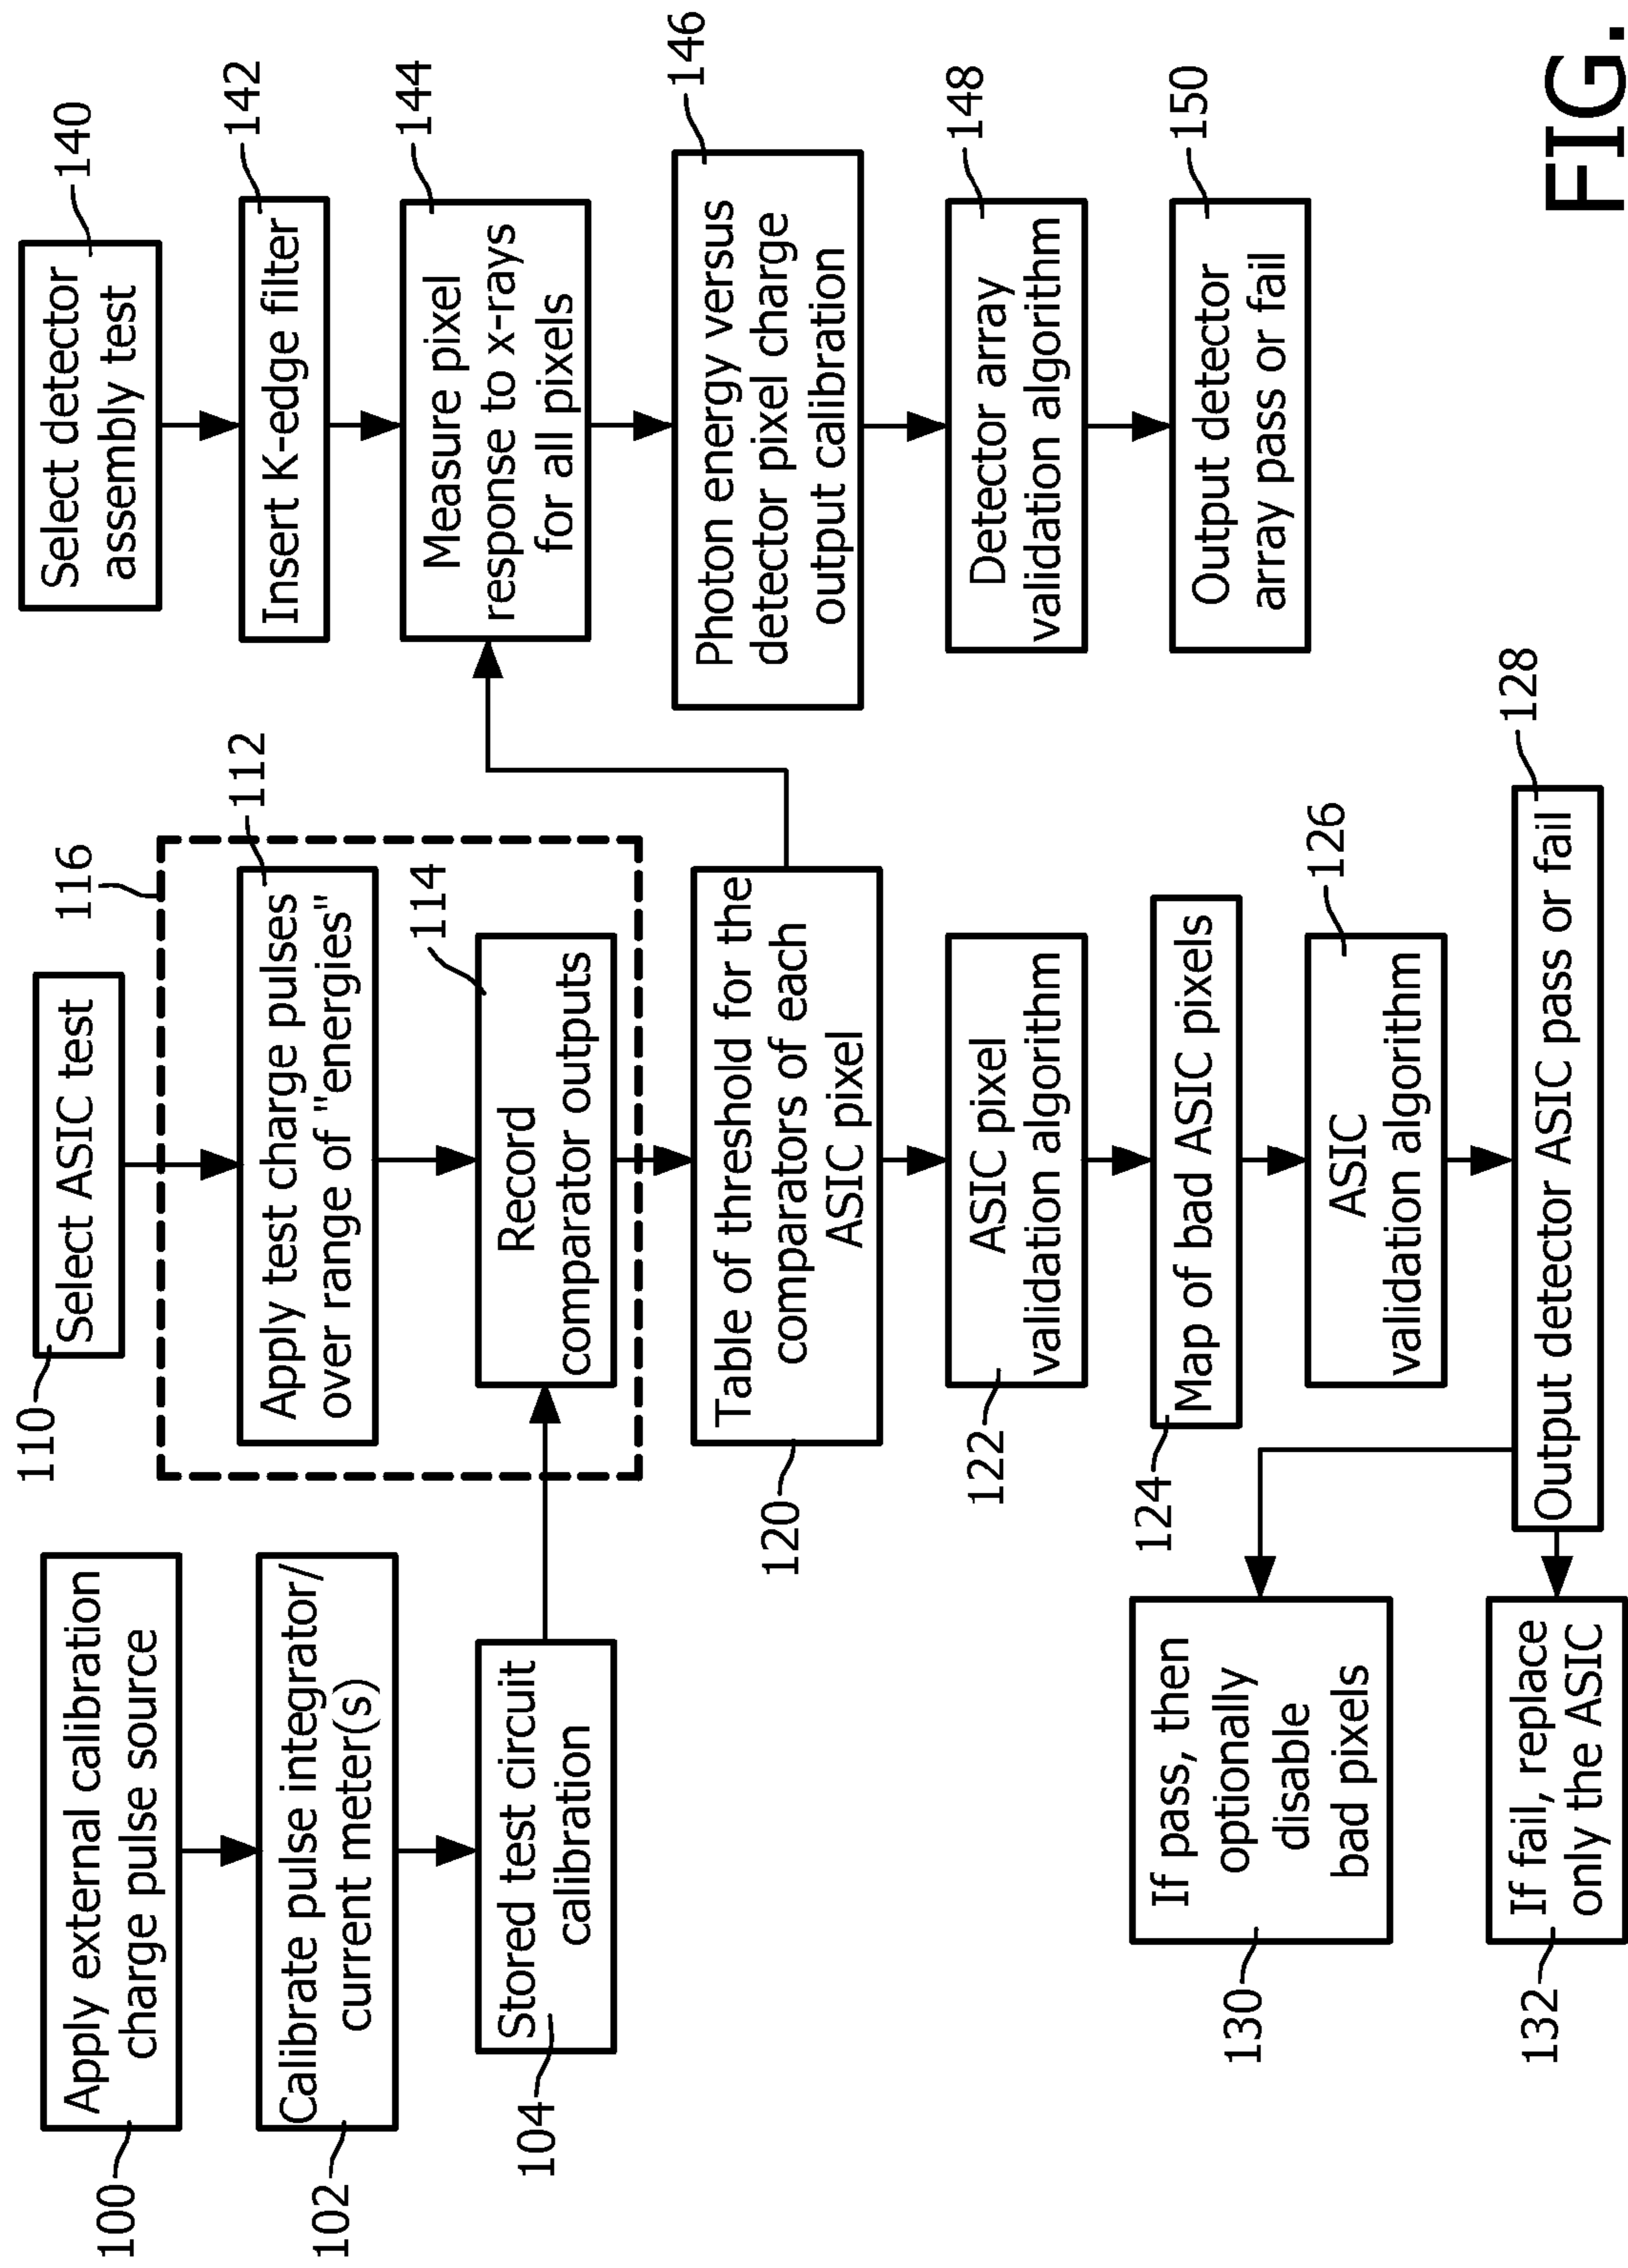 100
Apply external calibration
charge pulse source
102
Calibrate pulse integrator/
current meter(s)
104
Stored test circuit
calibration
110
Select ASIC test
116
112
Apply test charge pulses
over range of "energies"
114
Record
comparator outputs
120
Table of threshold for the
comparators of each
ASIC pixel
122
ASIC pixel
validation algorithm
124
Map of bad ASIC pixels
126
ASIC
validation algorithm
128
Output detector ASIC pass or fail
130
If pass, then
optionally
disable
bad pixels
132
If fail, replace
only the ASIC
140
Select detector
assembly test
142
Insert K-edge filter
144
Measure pixel
response to x-rays
for all pixels
146
Photon energy versus
detector pixel charge
output calibration
148
Detector array
validation algorithm
150
Output detector
array pass or fail
FIG.